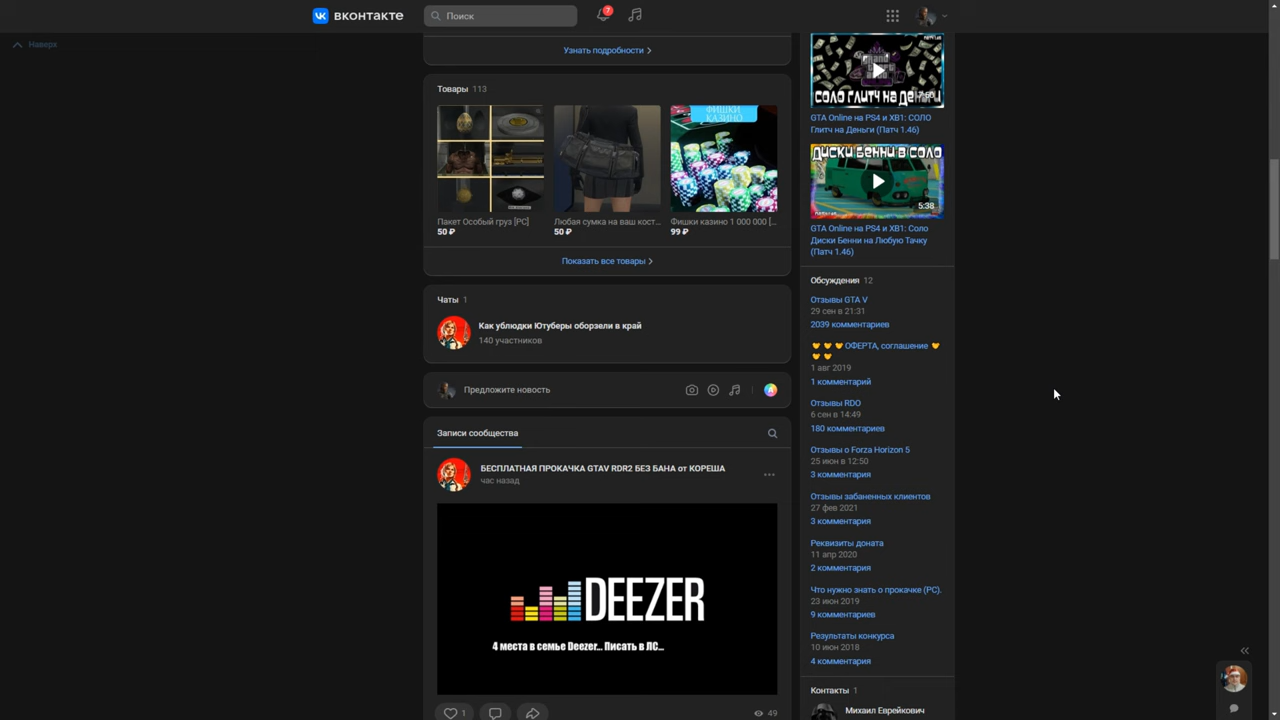 вконтакте
Поиск
7
Наверх
Узнать подробности
Товары 113
ФИШКИ
КАЗИНО
Пакет Особый груз [PC]
50 ₽
Любая сумка на ваш кост...
50 ₽
Фишки казино 1 000 000 [...
99 ₽
Показать все товары
Чаты 1
Как ублюдки Ютуберы оборзели в край
140 участников
Предложите новость
Записи сообщества
БЕСПЛАТНАЯ ПРОКАЧКА GTAV RDR2 БЕЗ БАНА от КОРЕША
час назад
DEEZER
4 места в семье Deezer... Писать в ЛС...
1
49
СОЛО ГЛИТЧ НА ДЕНЬГИ
GTA Online на PS4 и XB1: СОЛО
Глитч на Деньги (Патч 1.46)
ДИСКИ БЕННИ В СОЛО
5:38
GTA Online на PS4 и XB1: Соло
Диски Бенни на Любую Тачку
(Патч 1.46)
Обсуждения 12
Отзывы GTA V
29 сен в 21:31
2039 комментариев
ОФЕРТА, соглашение
1 авг 2019
1 комментарий
Отзывы RDO
6 сен в 14:49
180 комментариев
Отзывы о Forza Horizon 5
25 июн в 12:50
3 комментария
Отзывы забаненных клиентов
27 фев 2021
3 комментария
Реквизиты доната
11 апр 2020
2 комментария
Что нужно знать о прокачке (PC).
23 июн 2019
9 комментариев
Результаты конкурса
10 июн 2018
4 комментария
Контакты 1
Михаил Еврейкович